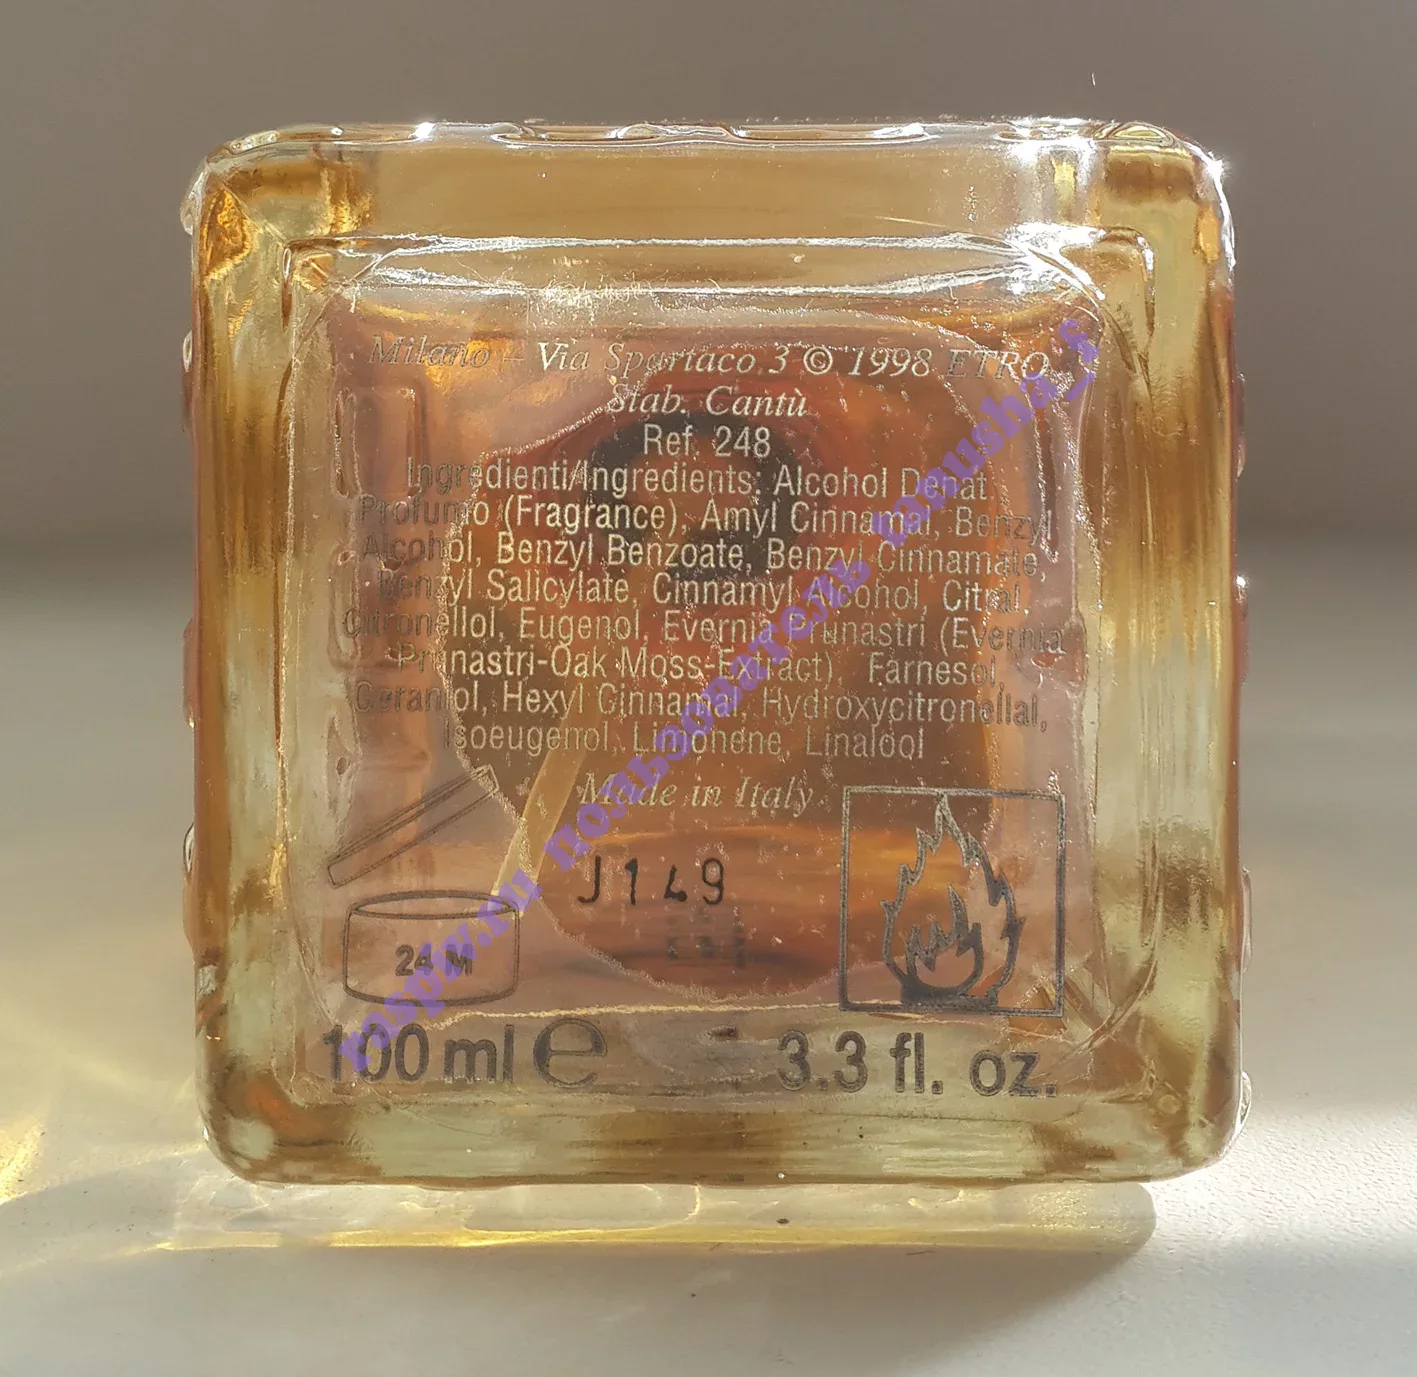 Milano - Via Spartaco 3 © 1998 ETRO
Stab. Cantù
Ref. 248
Ingredienti/Ingredients: Alcohol Denat.
Profumo (Fragrance), Amyl Cinnamal, Benzyl
Alcohol, Benzyl Benzoate, Benzyl Cinnamate,
Benzyl Salicylate, Cinnamyl Alcohol, Citral,
Citronellol, Eugenol, Evernia Prunastri (Evernia
Prunastri-Oak Moss-Extract), Farnesol,
Geraniol, Hexyl Cinnamal, Hydroxycitronellal,
Isoeugenol, Limonene, Linalool
Made in Italy
J149
24 M
100 ml e 3.3 fl. oz.
пользователь